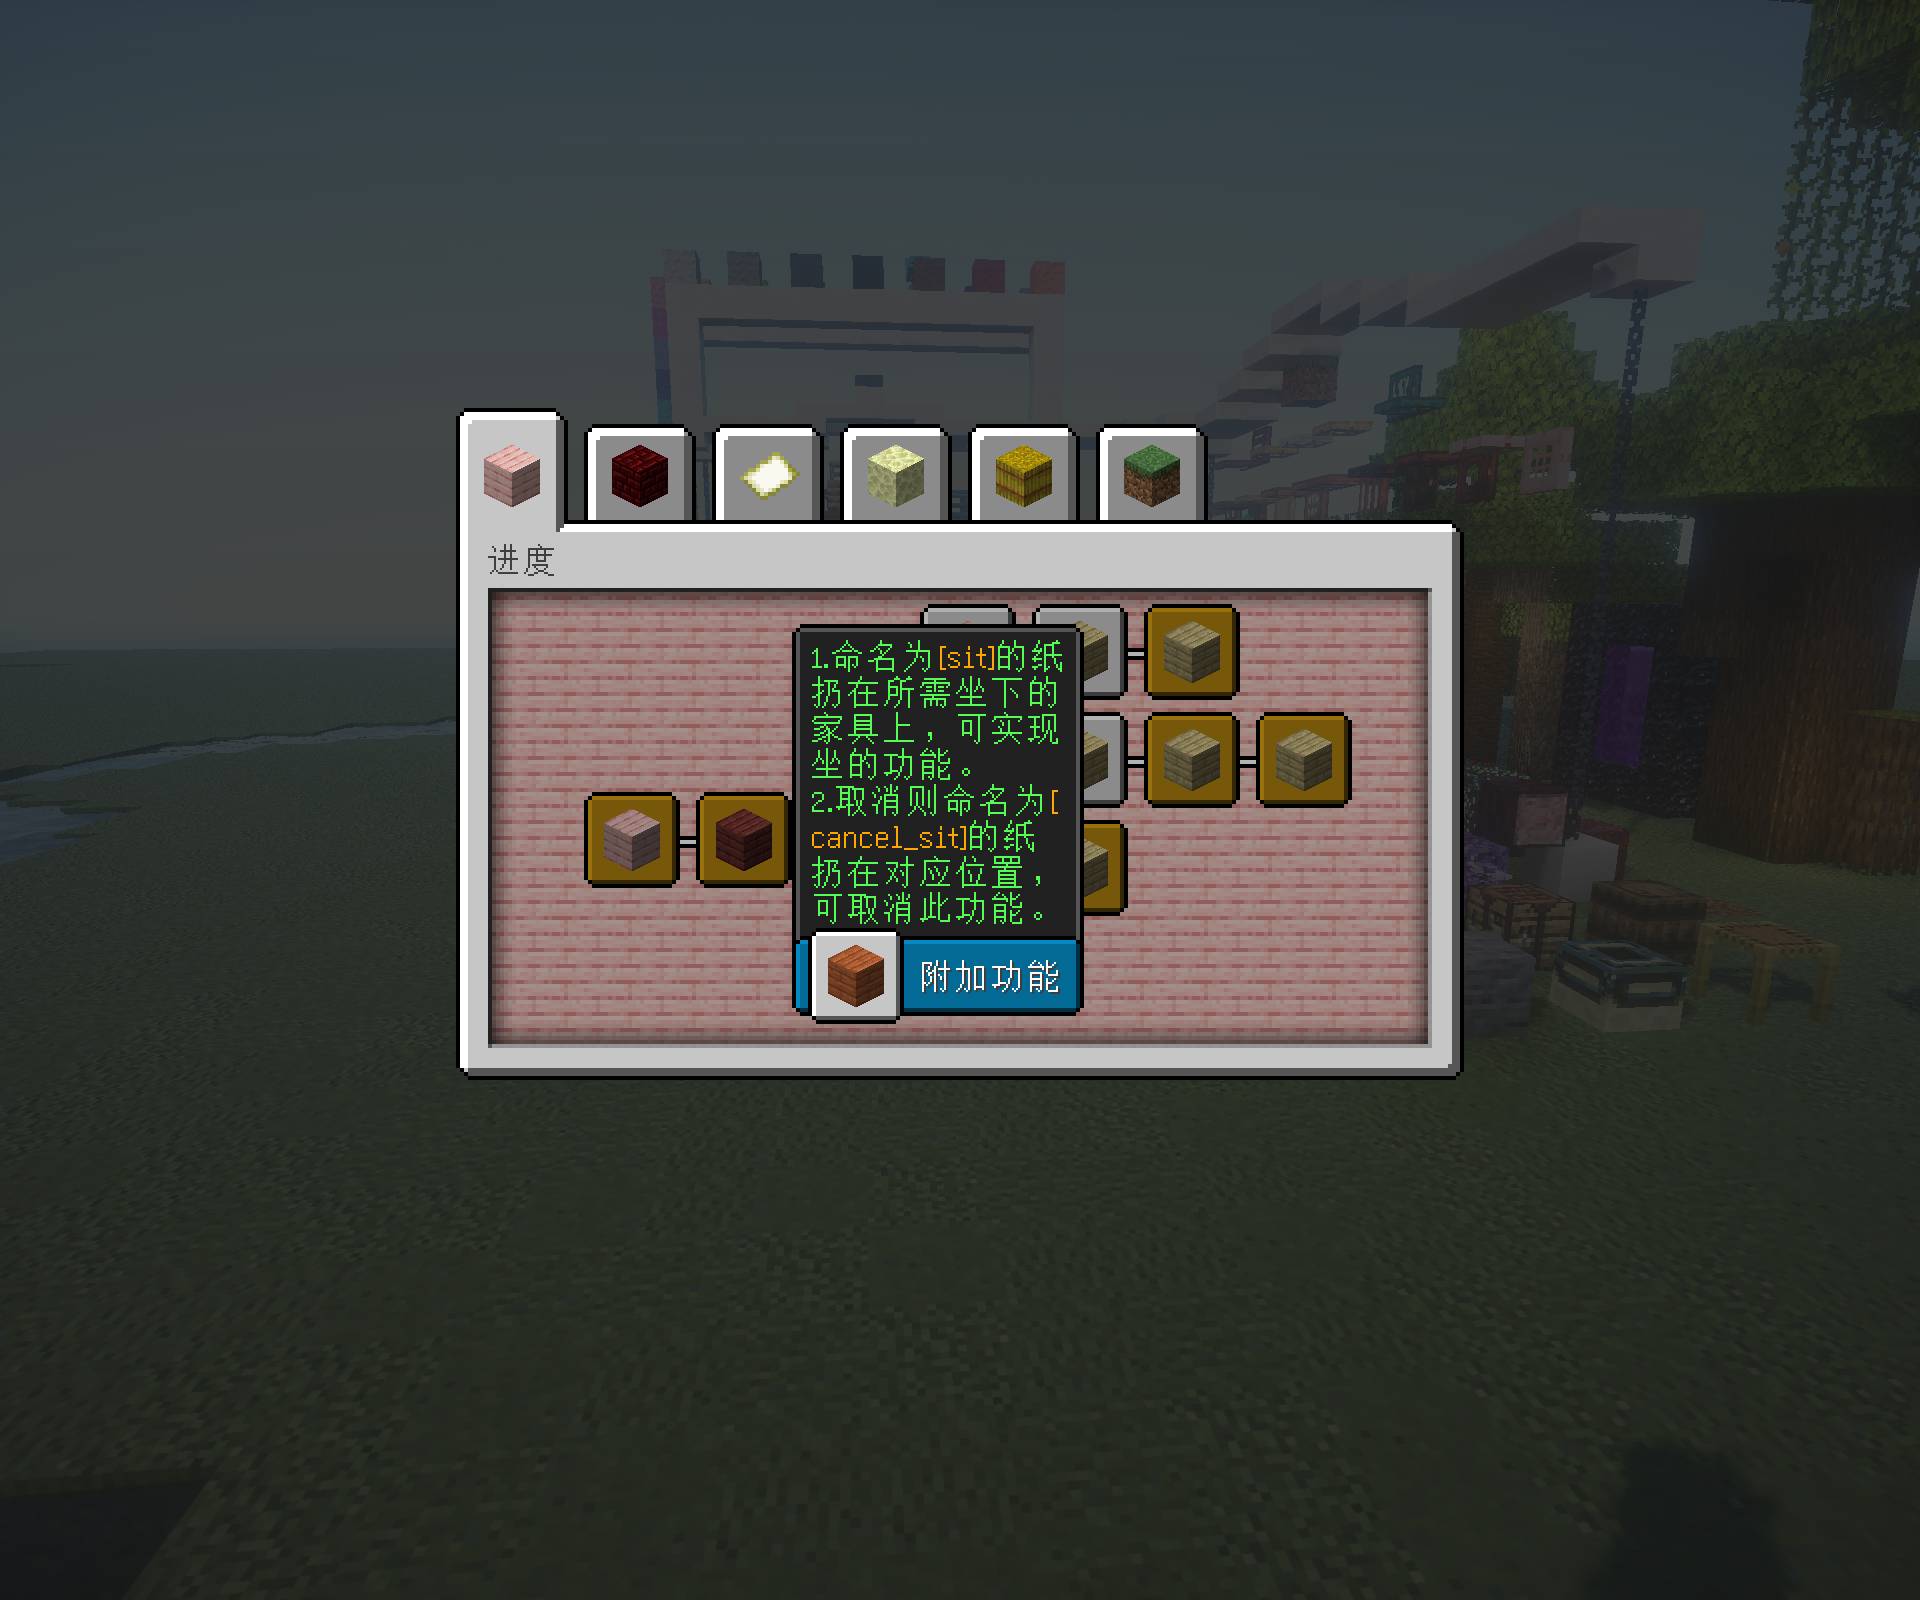 进度
1.命名为[sit]的纸
扔在所需坐下的
家具上，可实现
坐的功能。
2.取消则命名为[
cancel_sit]的纸
扔在对应位置，
可取消此功能。
附加功能